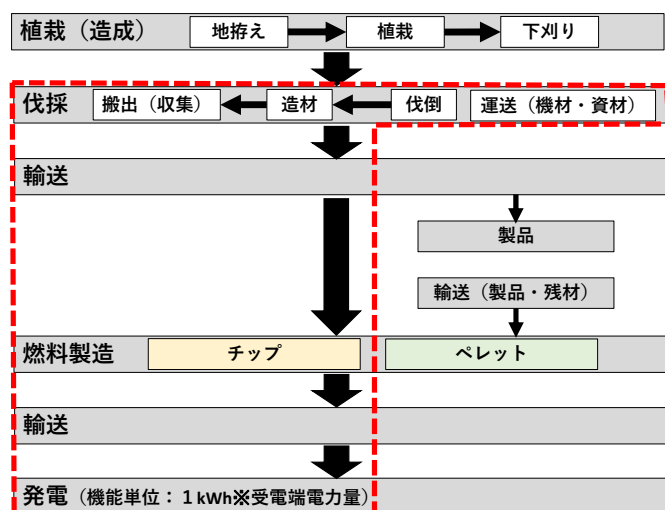 植栽（造成） 地拵え 植栽 下刈り
伐採 搬出（収集） 造材 伐倒 運送（機材・資材）
輸送
製品
輸送（製品・残材）
燃料製造 チップ ペレット
輸送
発電（機能単位：１kWh※受電端電力量）